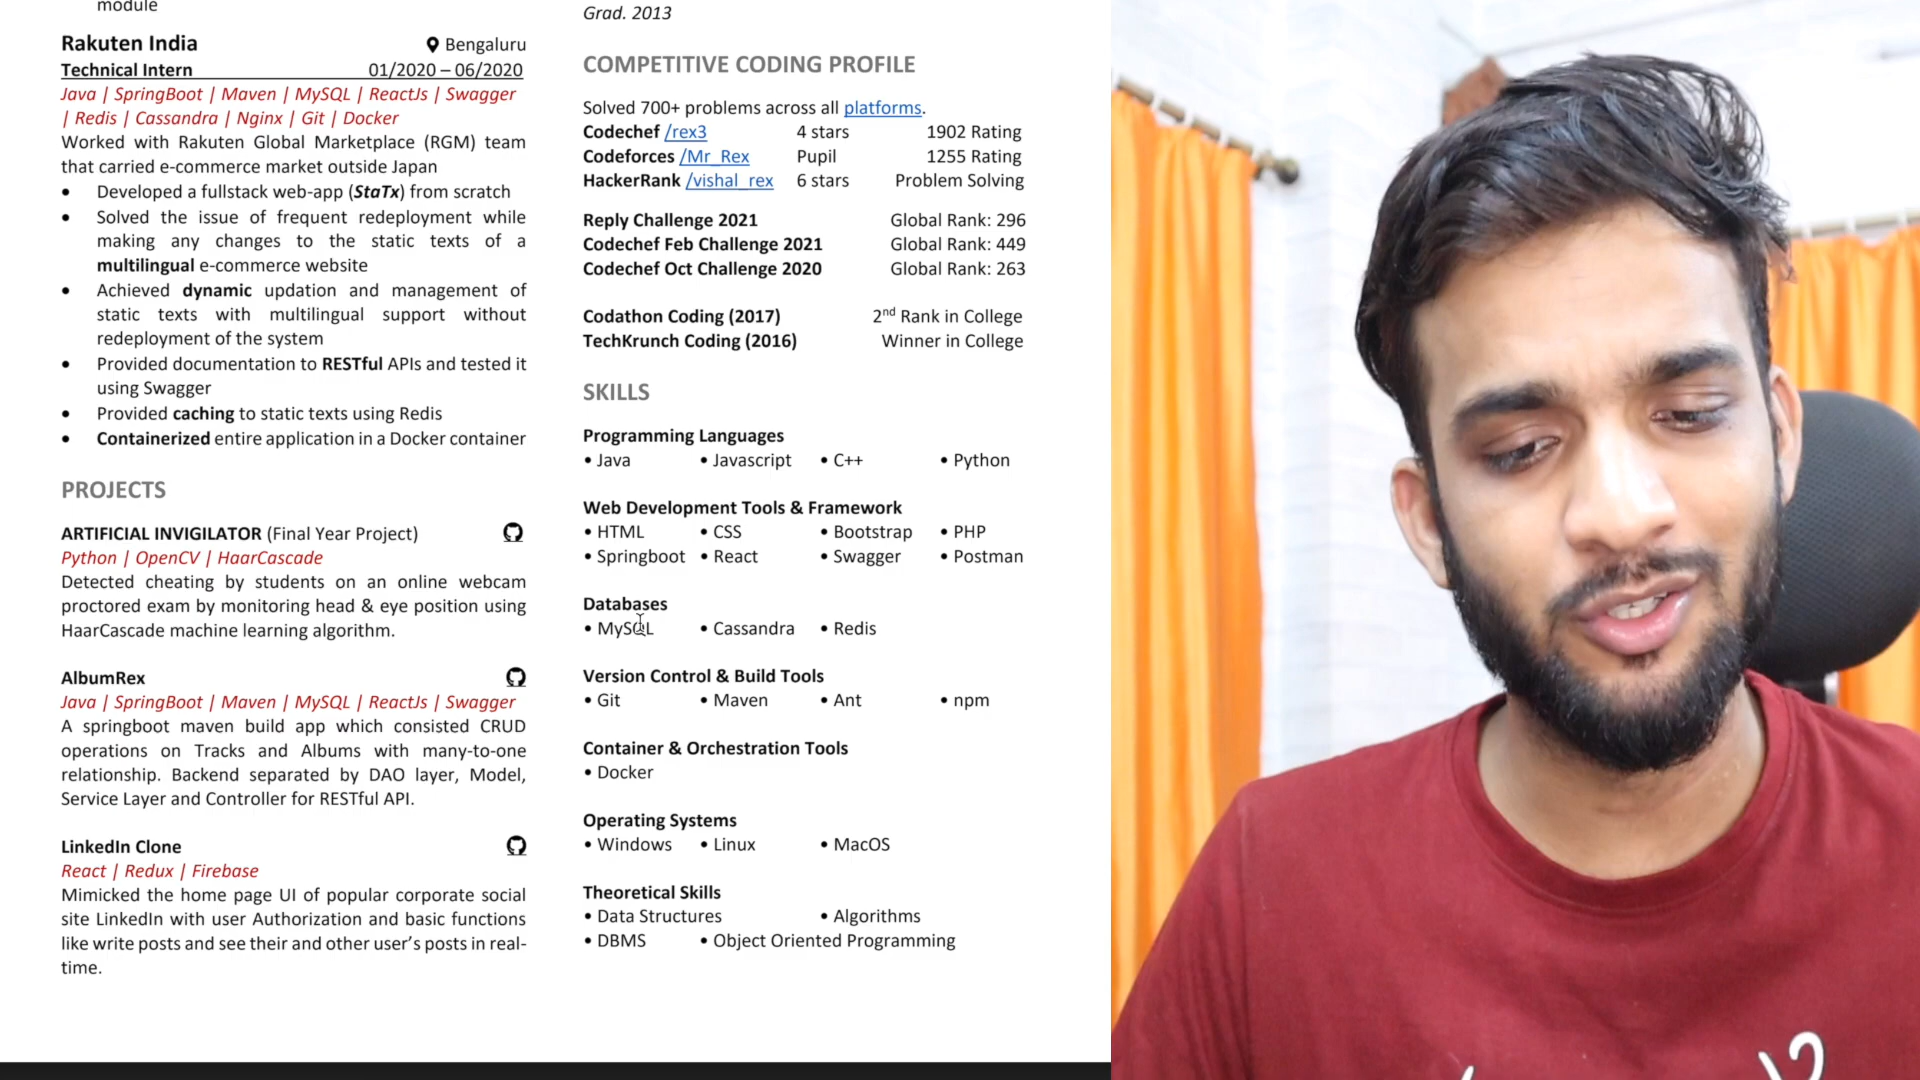 module
Rakuten India Bengaluru
Technical Intern 01/2020 – 06/2020
Java | SpringBoot | Maven | MySQL | ReactJs | Swagger
| Redis | Cassandra | Nginx | Git | Docker
Worked with Rakuten Global Marketplace (RGM) team
that carried e-commerce market outside Japan
• Developed a fullstack web-app (StaTx) from scratch
• Solved the issue of frequent redeployment while
making any changes to the static texts of a
multilingual e-commerce website
• Achieved dynamic updation and management of
static texts with multilingual support without
redeployment of the system
• Provided documentation to RESTful APIs and tested it
using Swagger
• Provided caching to static texts using Redis
• Containerized entire application in a Docker container
PROJECTS
ARTIFICIAL INVIGILATOR (Final Year Project)
Python | OpenCV | HaarCascade
Detected cheating by students on an online webcam
proctored exam by monitoring head & eye position using
HaarCascade machine learning algorithm.
AlbumRex
Java | SpringBoot | Maven | MySQL | ReactJs | Swagger
A springboot maven build app which consisted CRUD
operations on Tracks and Albums with many-to-one
relationship. Backend separated by DAO layer, Model,
Service Layer and Controller for RESTful API.
LinkedIn Clone
React | Redux | Firebase
Mimicked the home page UI of popular corporate social
site LinkedIn with user Authorization and basic functions
like write posts and see their and other user's posts in real-
time.
Grad. 2013
COMPETITIVE CODING PROFILE
Solved 700+ problems across all platforms.
Codechef /rex3 4 stars 1902 Rating
Codeforces /Mr_Rex Pupil 1255 Rating
HackerRank /vishal_rex 6 stars Problem Solving
Reply Challenge 2021 Global Rank: 296
Codechef Feb Challenge 2021 Global Rank: 449
Codechef Oct Challenge 2020 Global Rank: 263
Codathon Coding (2017) 2nd Rank in College
TechKrunch Coding (2016) Winner in College
SKILLS
Programming Languages
• Java • Javascript • C++ • Python
Web Development Tools & Framework
• HTML • CSS • Bootstrap • PHP
• Springboot • React • Swagger • Postman
Databases
• MySQL • Cassandra • Redis
Version Control & Build Tools
• Git • Maven • Ant • npm
Container & Orchestration Tools
• Docker
Operating Systems
• Windows • Linux • MacOS
Theoretical Skills
• Data Structures • Algorithms
• DBMS • Object Oriented Programming